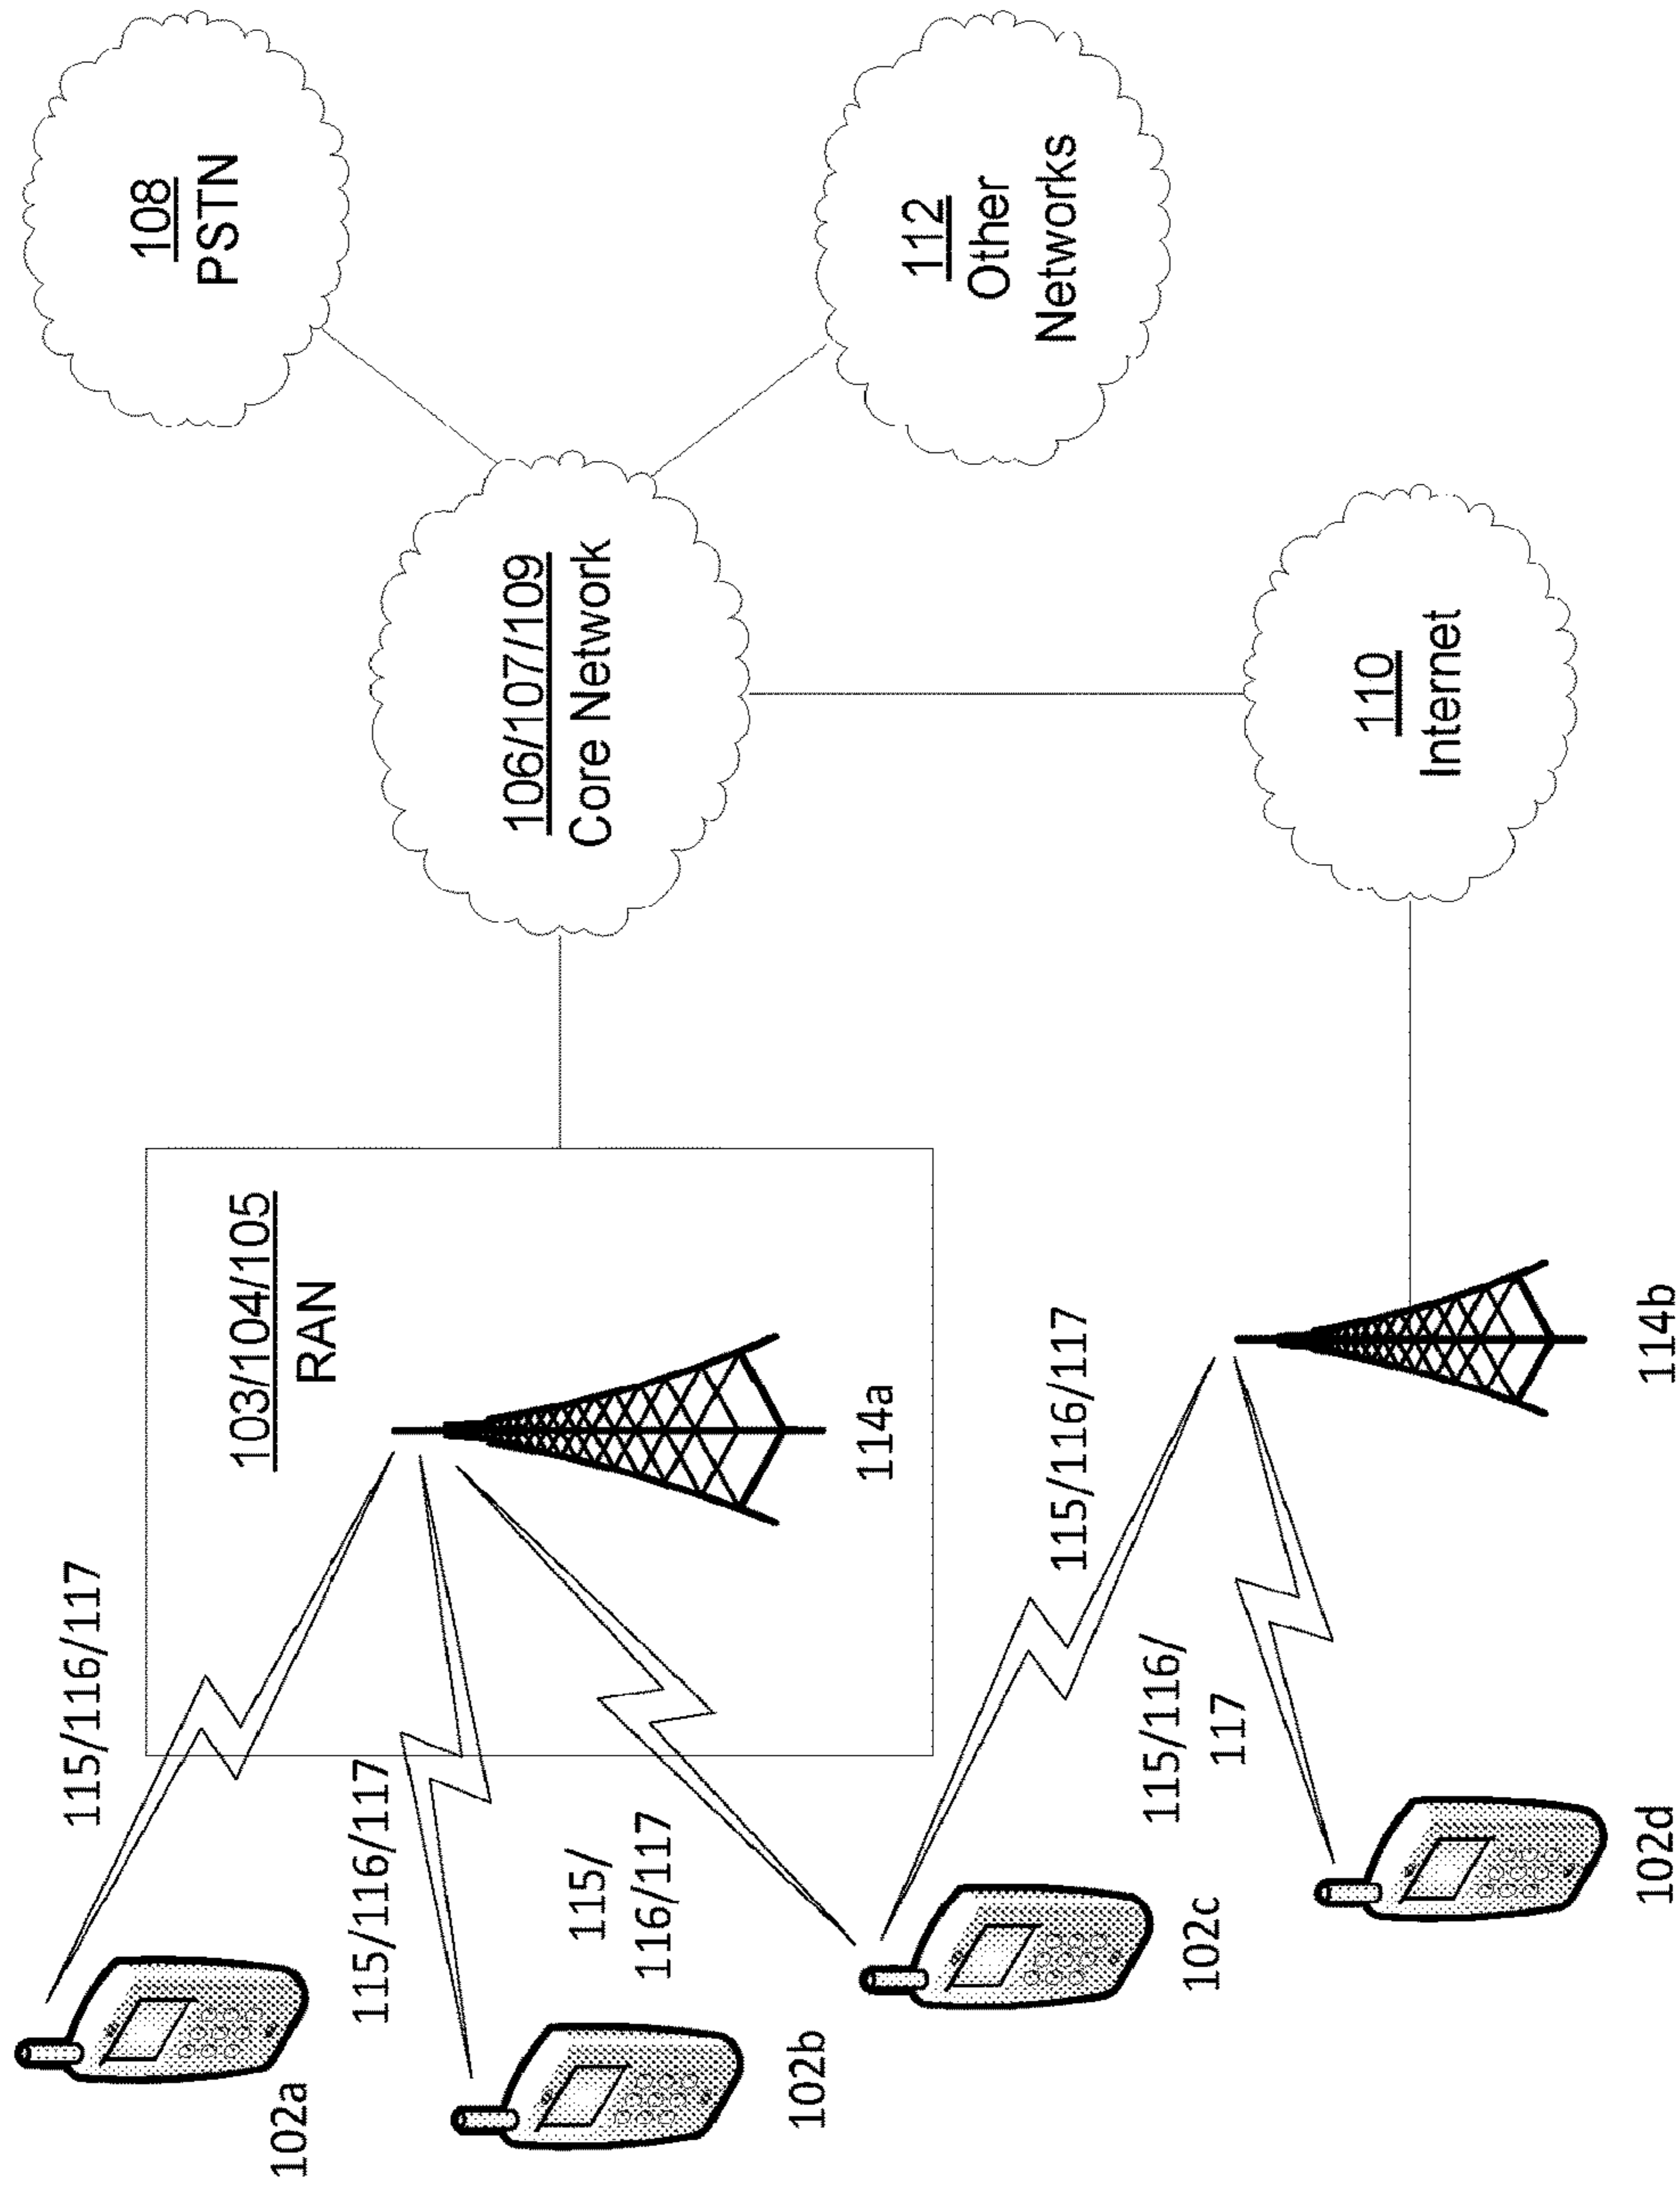 102a
115/116/117
103/104/105
RAN
108
PSTN
102b
115/116/117
115/
116/117
114a
106/107/109
Core Network
112
Other
Networks
102c
115/116/117
115/116/
117
102d
114b
110
Internet